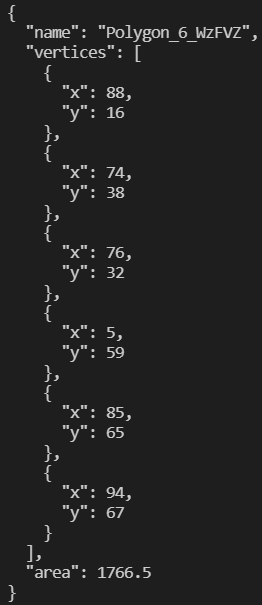 {
  "name": "Polygon_6_WzFVZ",
  "vertices": [
    {
      "x": 88,
      "y": 16
    },
    {
      "x": 74,
      "y": 38
    },
    {
      "x": 76,
      "y": 32
    },
    {
      "x": 5,
      "y": 59
    },
    {
      "x": 85,
      "y": 65
    },
    {
      "x": 94,
      "y": 67
    }
  ],
  "area": 1766.5
}